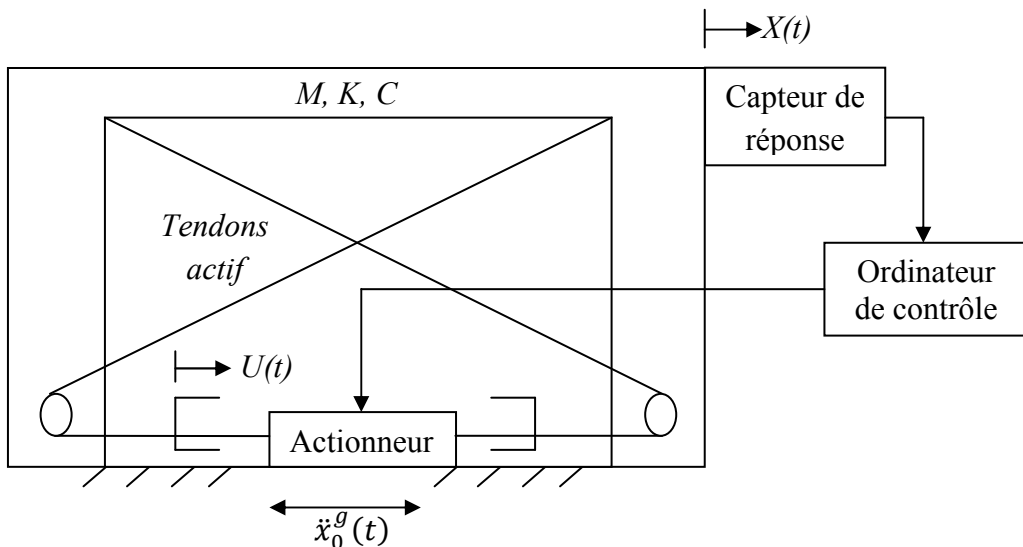 X(t)
M, K, C
Capteur de
réponse
Tendons
actif
Ordinateur
de contrôle
U(t)
Actionneur
ẍ₀ᵍ(t)